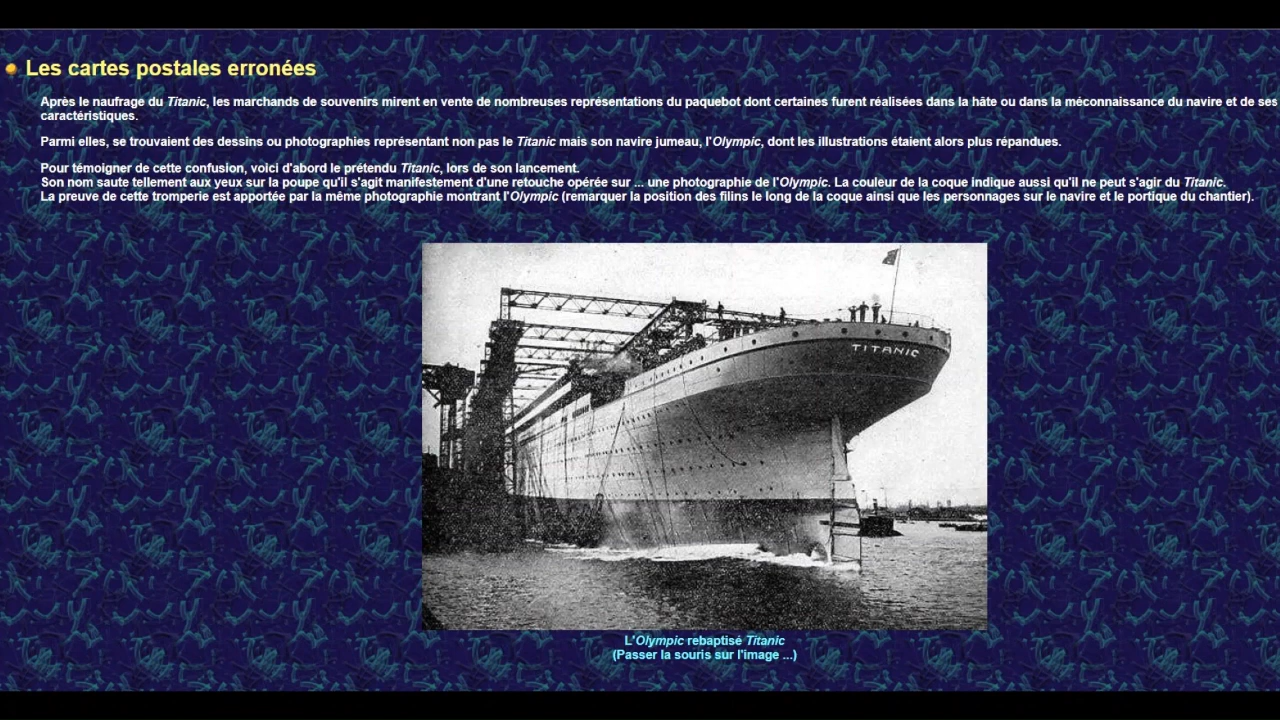 Les cartes postales erronées
Après le naufrage du Titanic, les marchands de souvenirs mirent en vente de nombreuses représentations du paquebot dont certaines furent réalisées dans la hâte ou dans la méconnaissance du navire et de ses
caractéristiques.
Parmi elles, se trouvaient des dessins ou photographies représentant non pas le Titanic mais son navire jumeau, l'Olympic, dont les illustrations étaient alors plus répandues.
Pour témoigner de cette confusion, voici d'abord le prétendu Titanic, lors de son lancement.
Son nom saute tellement aux yeux sur la poupe qu'il s'agit manifestement d'une retouche opérée sur ... une photographie de l'Olympic. La couleur de la coque indique aussi qu'il ne peut s'agir du Titanic.
La preuve de cette tromperie est apportée par la même photographie montrant l'Olympic (remarquer la position des filins le long de la coque ainsi que les personnages sur le navire et le portique du chantier).
TITANIC
L'Olympic rebaptisé Titanic
(Passer la souris sur l'image ...)